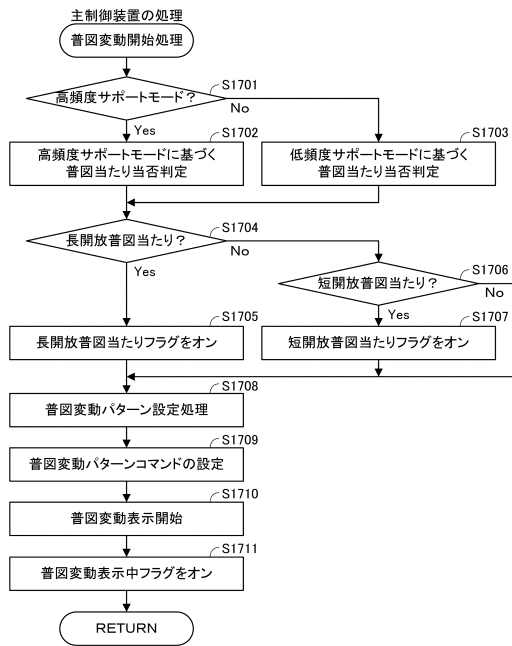 主制御装置の処理
普図変動開始処理
S1701
高頻度サポートモード？
No
Yes
S1702
高頻度サポートモードに基づく
普図当たり当否判定
S1703
低頻度サポートモードに基づく
普図当たり当否判定
S1704
長開放普図当たり？
No
Yes
S1706
短開放普図当たり？
No
Yes
S1705
長開放普図当たりフラグをオン
S1707
短開放普図当たりフラグをオン
S1708
普図変動パターン設定処理
S1709
普図変動パターンコマンドの設定
S1710
普図変動表示開始
S1711
普図変動表示中フラグをオン
RETURN